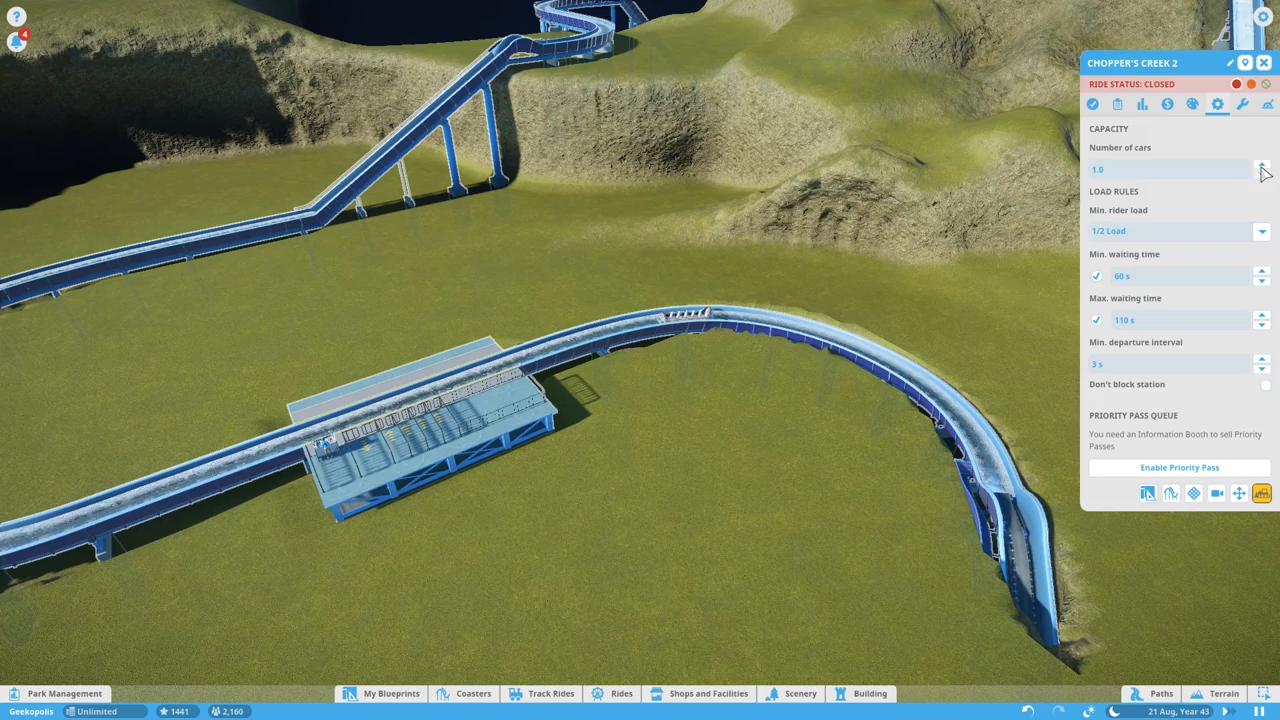 ?
4
CHOPPER'S CREEK 2
RIDE STATUS: CLOSED
CAPACITY
Number of cars
1.0
LOAD RULES
Min. rider load
1/2 Load
Min. waiting time
60 s
Max. waiting time
110 s
Min. departure interval
3 s
Don't block station
PRIORITY PASS QUEUE
You need an Information Booth to sell Priority
Passes
Enable Priority Pass
Park Management
My Blueprints
Coasters
Track Rides
Rides
Shops and Facilities
Scenery
Building
Paths
Terrain
Geekopolis
Unlimited
1441
2,160
21 Aug, Year 43